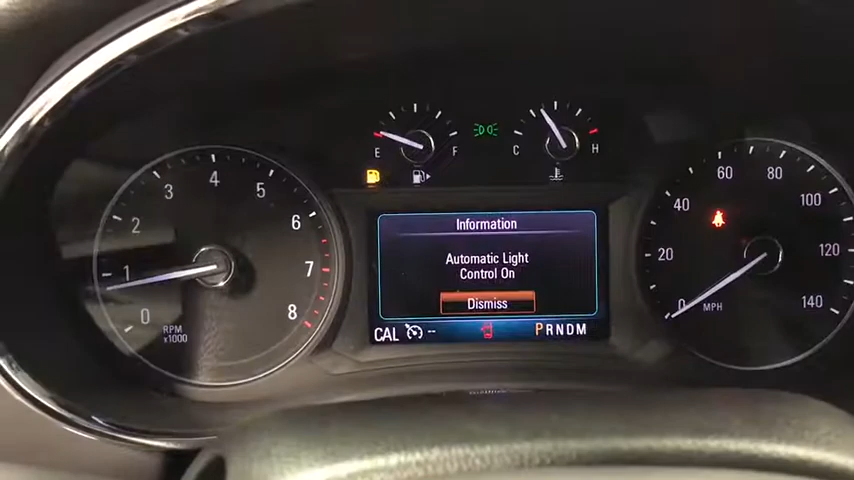 E
F
C
H
0
1
2
3
4
5
6
7
8
RPM
x1000
Information
Automatic Light
Control On
Dismiss
CAL
--
PRNDM
0
20
40
60
80
100
120
140
MPH